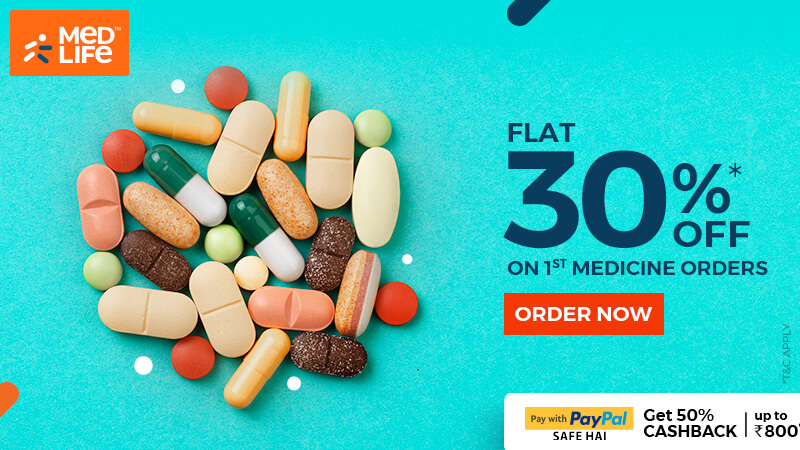 MED™
LIFE
FLAT
30%*
OFF
ON 1ST MEDICINE ORDERS
ORDER NOW
*T&C APPLY
Pay with PayPal
SAFE HAI
Get 50%
CASHBACK
up to
₹800*